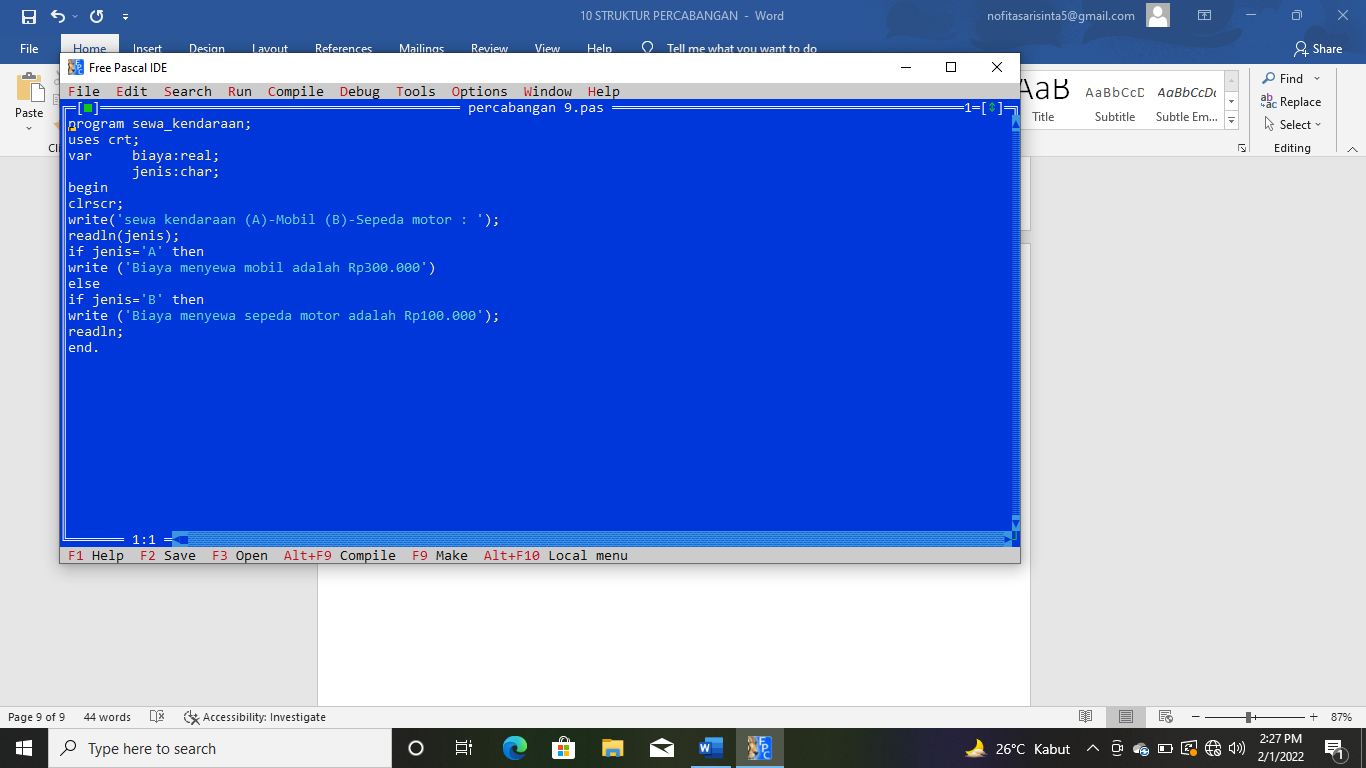 10 STRUKTUR PERCABANGAN - Word
nofitasarisinta5@gmail.com
File Home Insert Design Layout References Mailings Review View Help Tell me what you want to do Share
Free Pascal IDE
File Edit Search Run Compile Debug Tools Options Window Help
percabangan 9.pas 1
program sewa_kendaraan;
uses crt;
var biaya:real;
jenis:char;
begin
clrscr;
write('sewa kendaraan (A)-Mobil (B)-Sepeda motor : ');
readln(jenis);
if jenis='A' then
write ('Biaya menyewa mobil adalah Rp300.000')
else
if jenis='B' then
write ('Biaya menyewa sepeda motor adalah Rp100.000');
readln;
end.
1:1
F1 Help F2 Save F3 Open Alt+F9 Compile F9 Make Alt+F10 Local menu
Paste
AaB AaBbCcD AaBbCcDc
Title Subtitle Subtle Em...
Find
Replace
Select
Editing
Page 9 of 9 44 words Accessibility: Investigate 87%
Type here to search
26°C Kabut
2:27 PM
2/1/2022
1